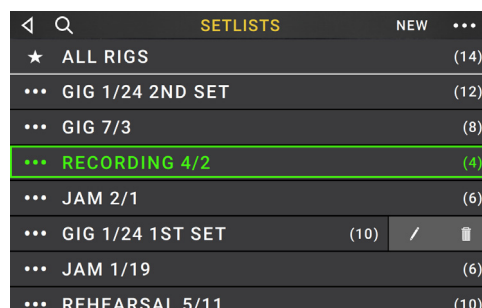 SETLISTS NEW
ALL RIGS (14)
GIG 1/24 2ND SET (12)
GIG 7/3 (8)
RECORDING 4/2 (4)
JAM 2/1 (6)
GIG 1/24 1ST SET (10)
JAM 1/19 (6)
REHEARSAL 5/11 (10)